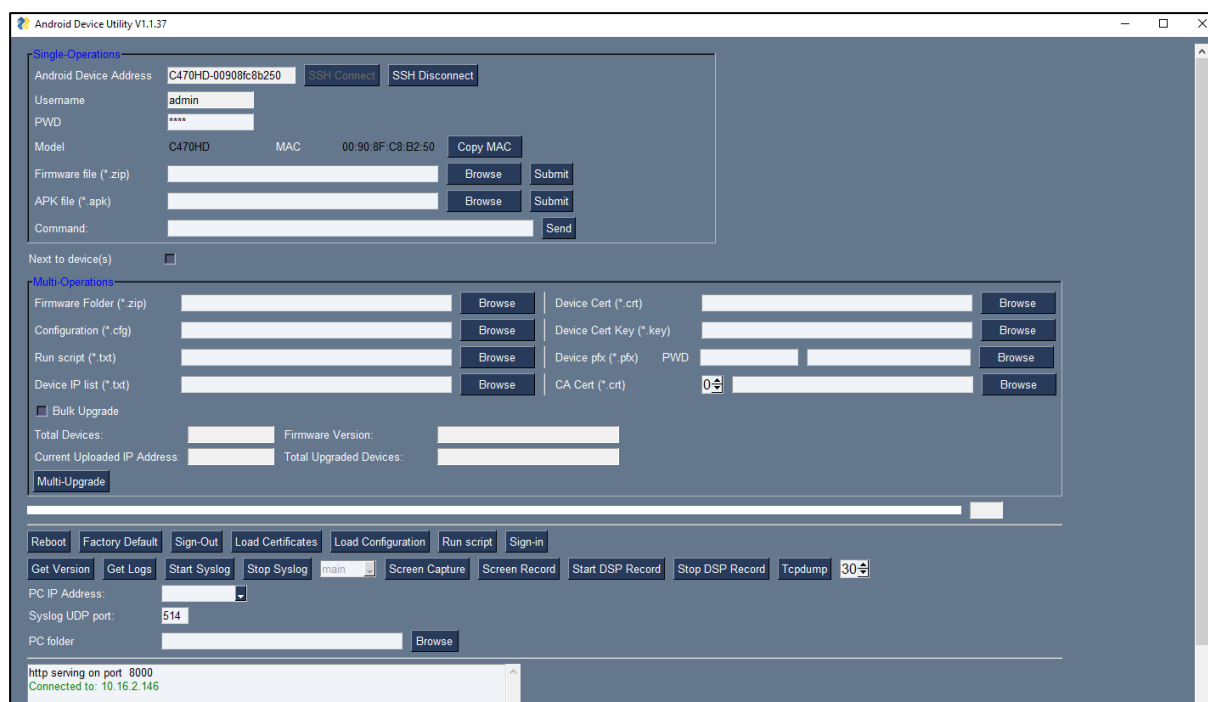 Android Device Utility V1.1.37
Single-Operations
Android Device Address C470HD-00908fc8b250 SSH Connect SSH Disconnect
Username admin
PWD ****
Model C470HD MAC 00:90:8F:C8:B2:50 Copy MAC
Firmware file (*.zip) Browse Submit
APK file (*.apk) Browse Submit
Command: Send
Next to device(s)
Multi-Operations
Firmware Folder (*.zip) Browse Device Cert (*.crt) Browse
Configuration (*.cfg) Browse Device Cert Key (*.key) Browse
Run script (*.txt) Browse Device pfx (*.pfx) PWD Browse
Device IP list (*.txt) Browse CA Cert (*.crt) 0 Browse
Bulk Upgrade
Total Devices: Firmware Version:
Current Uploaded IP Address: Total Upgraded Devices:
Multi-Upgrade
Reboot Factory Default Sign-Out Load Certificates Load Configuration Run script Sign-in
Get Version Get Logs Start Syslog Stop Syslog main Screen Capture Screen Record Start DSP Record Stop DSP Record Tcpdump 30
PC IP Address:
Syslog UDP port: 514
PC folder Browse
http serving on port 8000
Connected to: 10.16.2.146